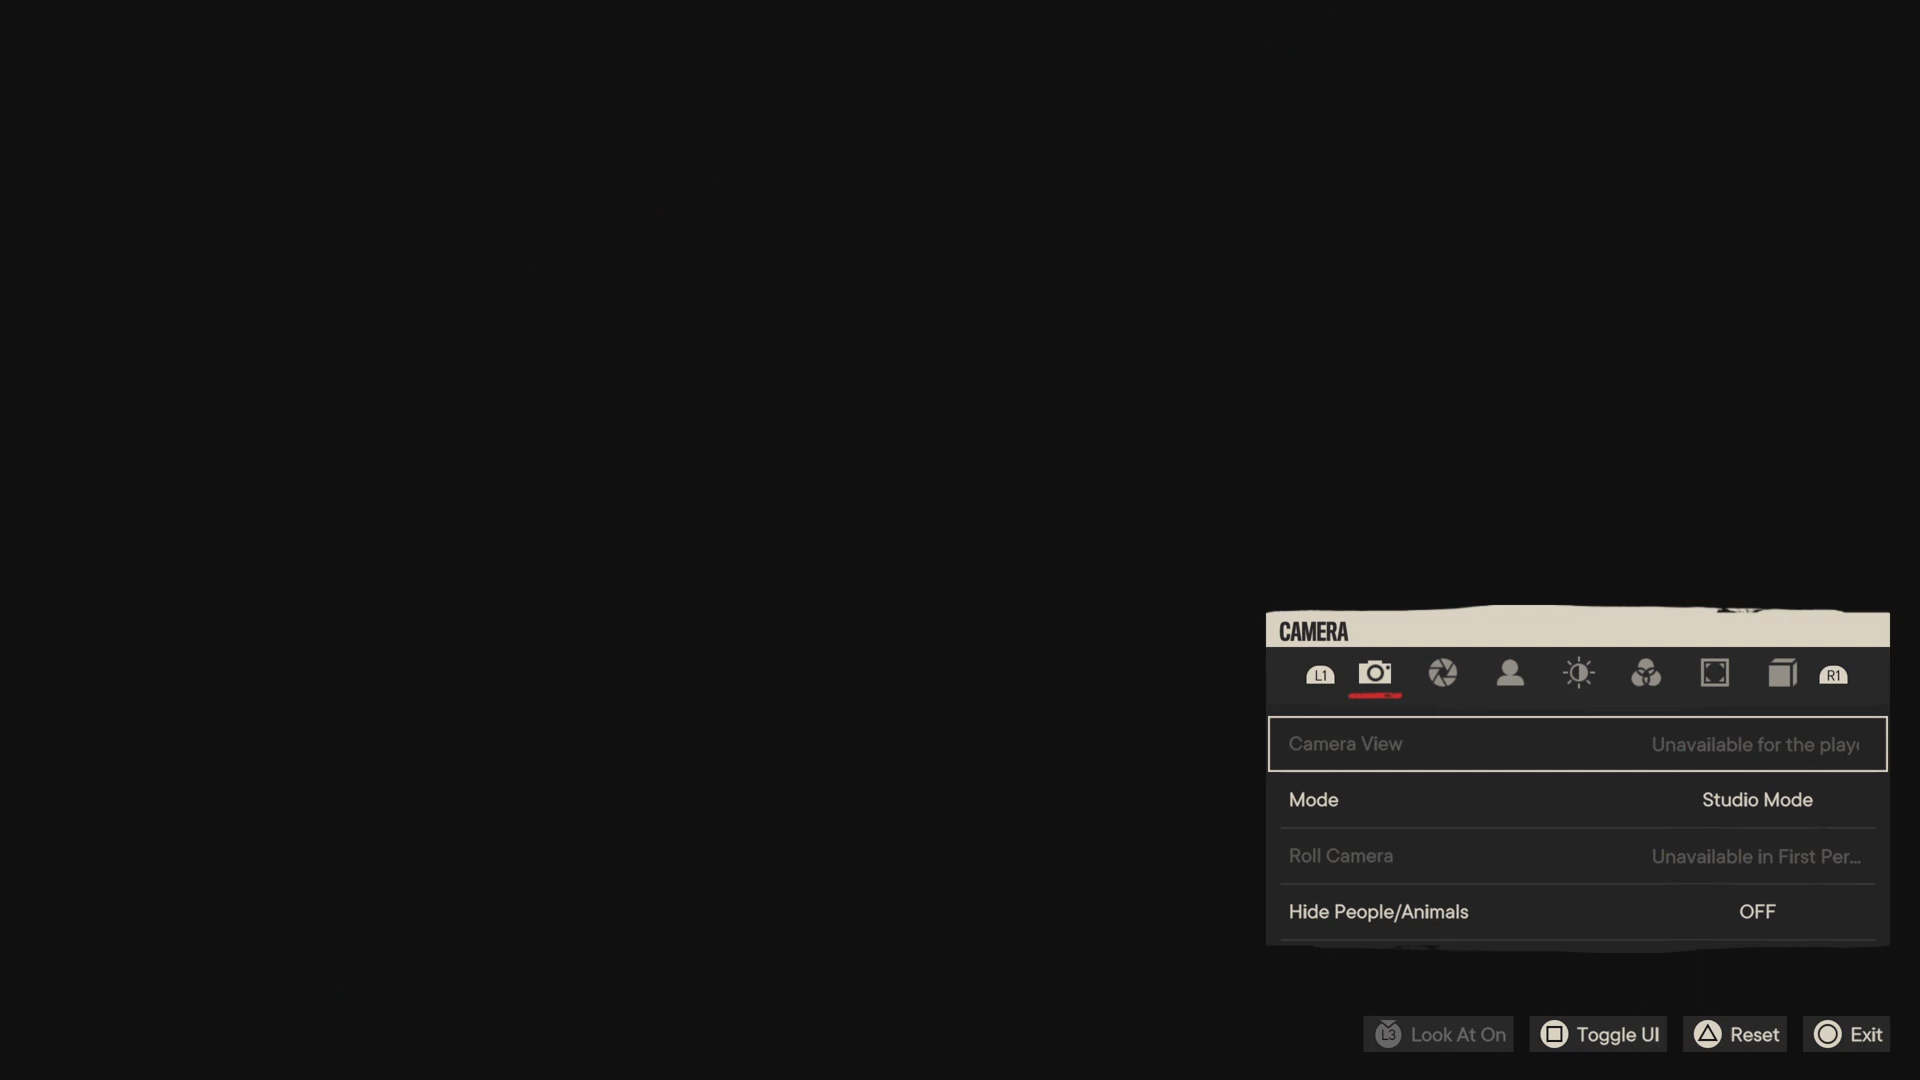 CAMERA
L1 R1
Camera View Unavailable for the play
Mode Studio Mode
Roll Camera Unavailable in First Per...
Hide People/Animals OFF
L3 Look At On Toggle UI Reset Exit